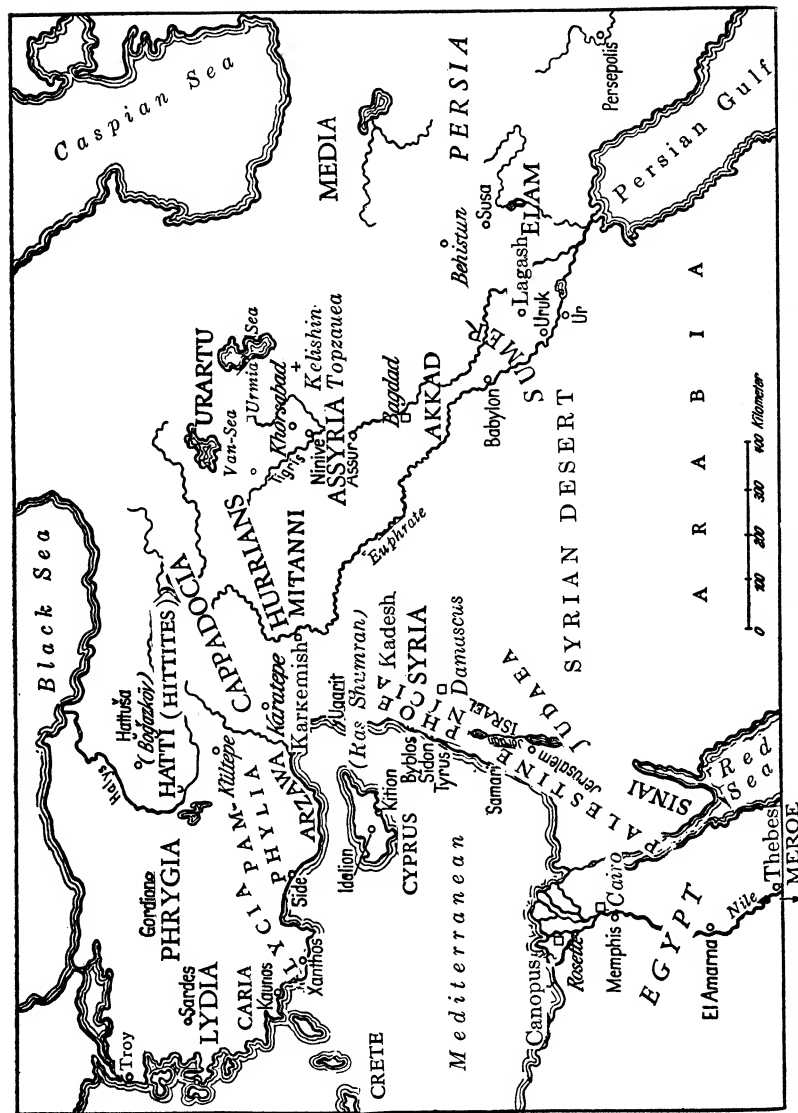 Black Sea
Caspian Sea
Troy
Sardes
LYDIA
CARIA
Kaunos
LYCIA
Xanthos
CRETE
Gordion
PHRYGIA
PAM-
PHYLIA
Side
Halys
Hattuša
(Boğazköy)
HATTI (HITTITES)
Kültepe
CAPPADOCIA
Karatepe
ARZAWA
Karkemish
HURRIANS
MITANNI
URARTU
Van-Sea
Urmia Sea
Khorsabad
Tigris
Ninive
Kelishin
ASSYRIA
Topzauea
Assur
MEDIA
Bagdad
AKKAD
Euphrate
Babylon
SUMER
Behistun
Susa
ELAM
Lagash
Uruk
Ur
PERSIA
Persepolis
Persian Gulf
Ugarit
(Ras Shumran)
Idelion
Kition
CYPRUS
Mediterranean
PHOENICIA
Kadesh
SYRIA
Damascus
Byblos
Sidon
Tyrus
Samaria
ISRAEL
Jerusalem
JUDAEA
PALESTINE
SYRIAN DESERT
ARABIA
SINAI
Red
Sea
Canopus
Rosette
Cairo
Memphis
EGYPT
El Amarna
Nile
Thebes
MEROE
0 100 200 300 400 Kilometer